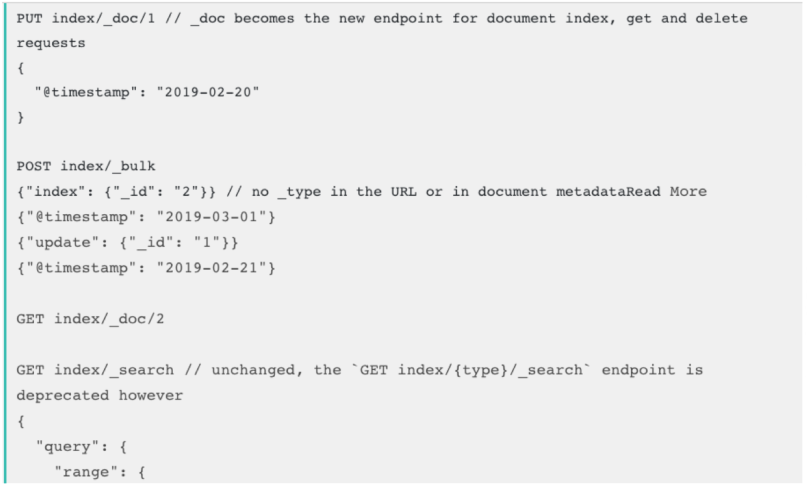 PUT index/_doc/1 // _doc becomes the new endpoint for document index, get and delete
requests
{
  "@timestamp": "2019-02-20"
}

POST index/_bulk
{"index": {"_id": "2"}} // no _type in the URL or in document metadataRead More
{"@timestamp": "2019-03-01"}
{"update": {"_id": "1"}}
{"@timestamp": "2019-02-21"}

GET index/_doc/2

GET index/_search // unchanged, the `GET index/{type}/_search` endpoint is
deprecated however
{
  "query": {
    "range": {